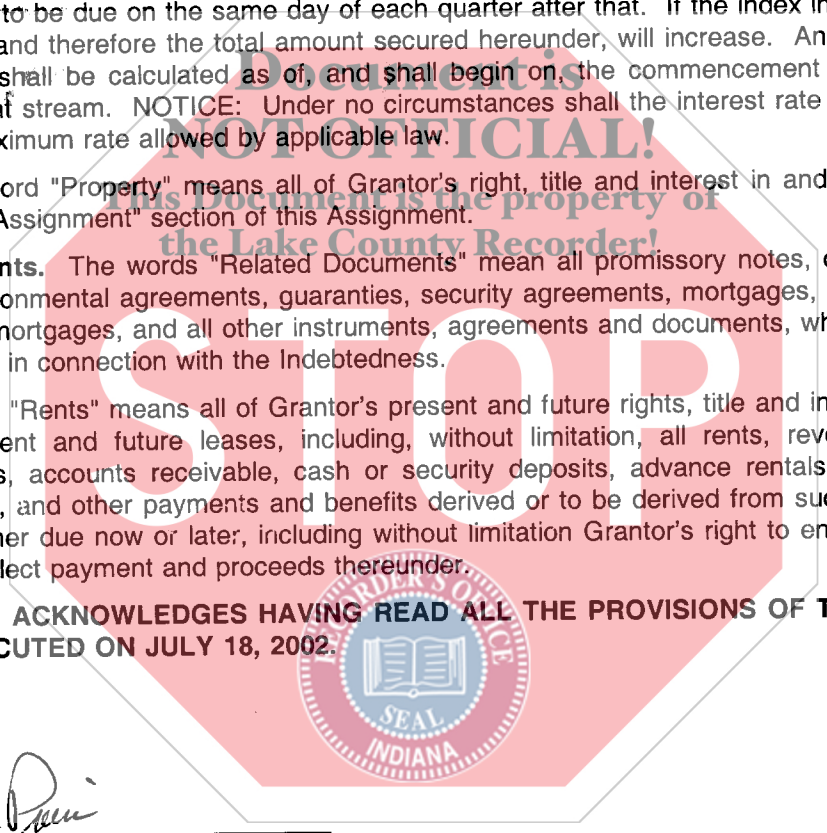 to be due on the same day of each quarter after that. If the index in
and therefore the total amount secured hereunder, will increase. An
shall be calculated as of, and shall begin on, the commencement
stream. NOTICE: Under no circumstances shall the interest rate
ximum rate allowed by applicable law.
Document is
NOT OFFICIAL!
This Document is the property of
the Lake County Recorder!
ord "Property" means all of Grantor's right, title and interest in and
Assignment" section of this Assignment.
nts. The words "Related Documents" mean all promissory notes,
onmental agreements, guaranties, security agreements, mortgages,
mortgages, and all other instruments, agreements and documents, wh
in connection with the Indebtedness.
STOP
"Rents" means all of Grantor's present and future rights, title and in
ent and future leases, including, without limitation, all rents, reve
s, accounts receivable, cash or security deposits, advance rentals
, and other payments and benefits derived or to be derived from suc
her due now or later, including without limitation Grantor's right to en
lect payment and proceeds thereunder.
ACKNOWLEDGES HAVING READ ALL THE PROVISIONS OF T
CUTED ON JULY 18, 2002.
RECORDER'S OFFICE
SEAL
INDIANA